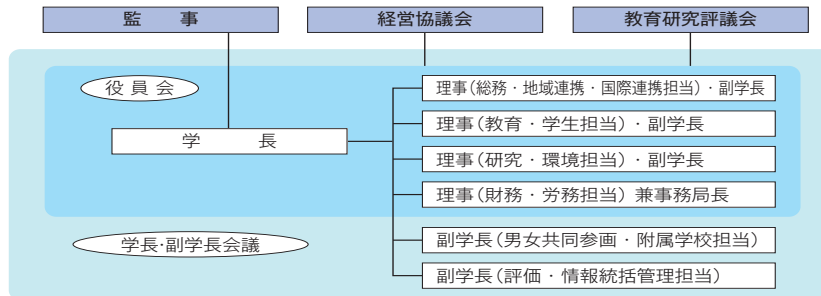 監　事
経営協議会
教育研究評議会
役員会
理事（総務・地域連携・国際連携担当）・副学長
理事（教育・学生担当）・副学長
学　長
理事（研究・環境担当）・副学長
理事（財務・労務担当）兼事務局長
学長・副学長会議
副学長（男女共同参画・附属学校担当）
副学長（評価・情報統括管理担当）